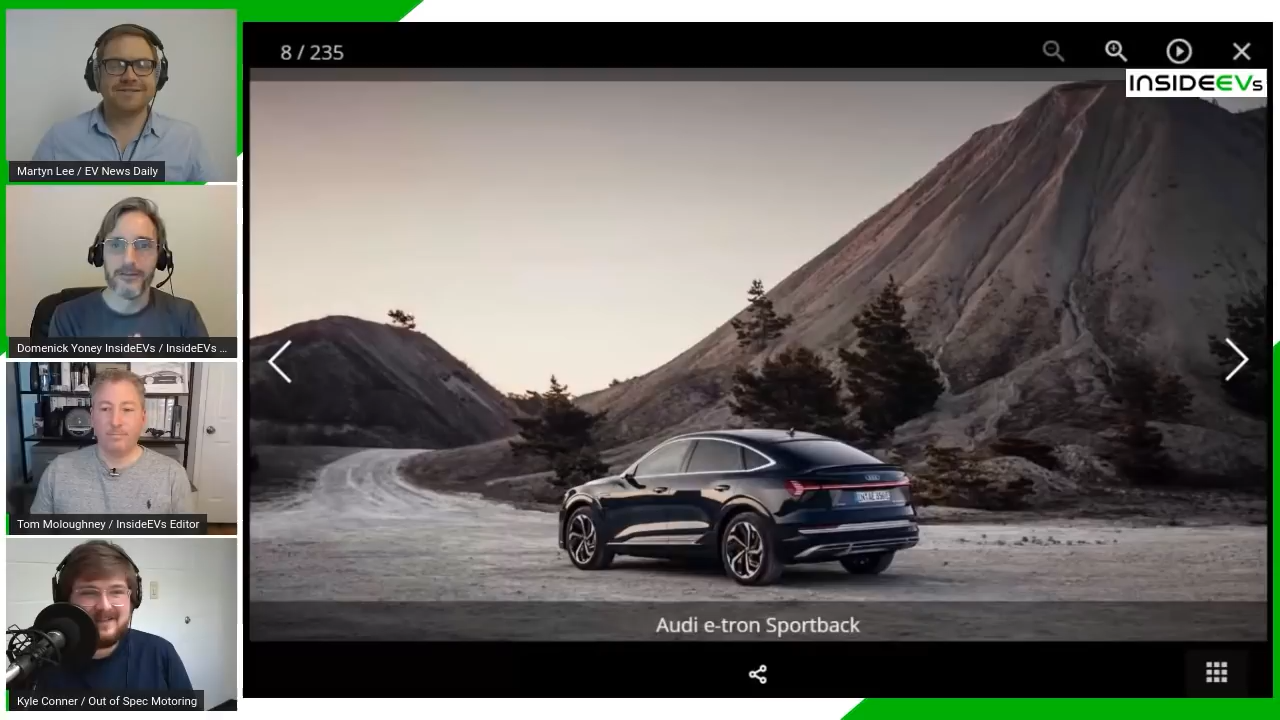 8 / 235
INSIDEEVs
Martyn Lee / EV News Daily
Domenick Yoney InsideEVs / InsideEVs ...
Tom Moloughney / InsideEVs Editor
Audi e-tron Sportback
Kyle Conner / Out of Spec Motoring